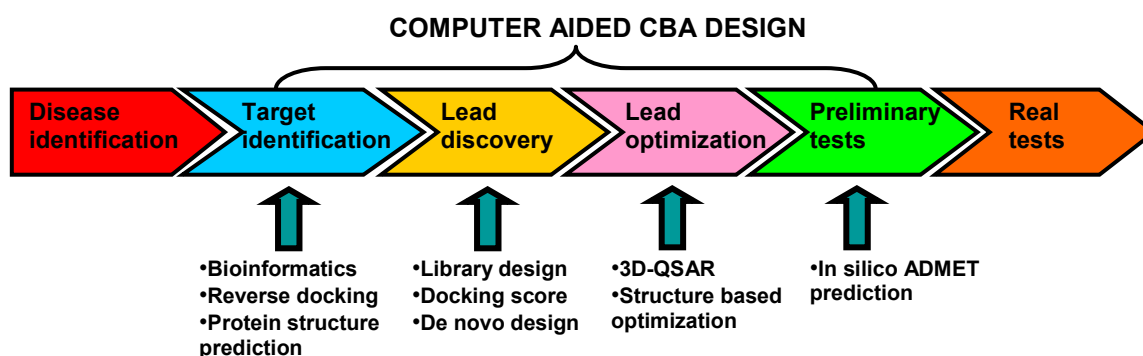 COMPUTER AIDED CBA DESIGN
Disease
identification
Target
identification
Lead
discovery
Lead
optimization
Preliminary
tests
Real
tests
•Bioinformatics
•Reverse docking
•Protein structure
prediction
•Library design
•Docking score
•De novo design
•3D-QSAR
•Structure based
optimization
•In silico ADMET
prediction